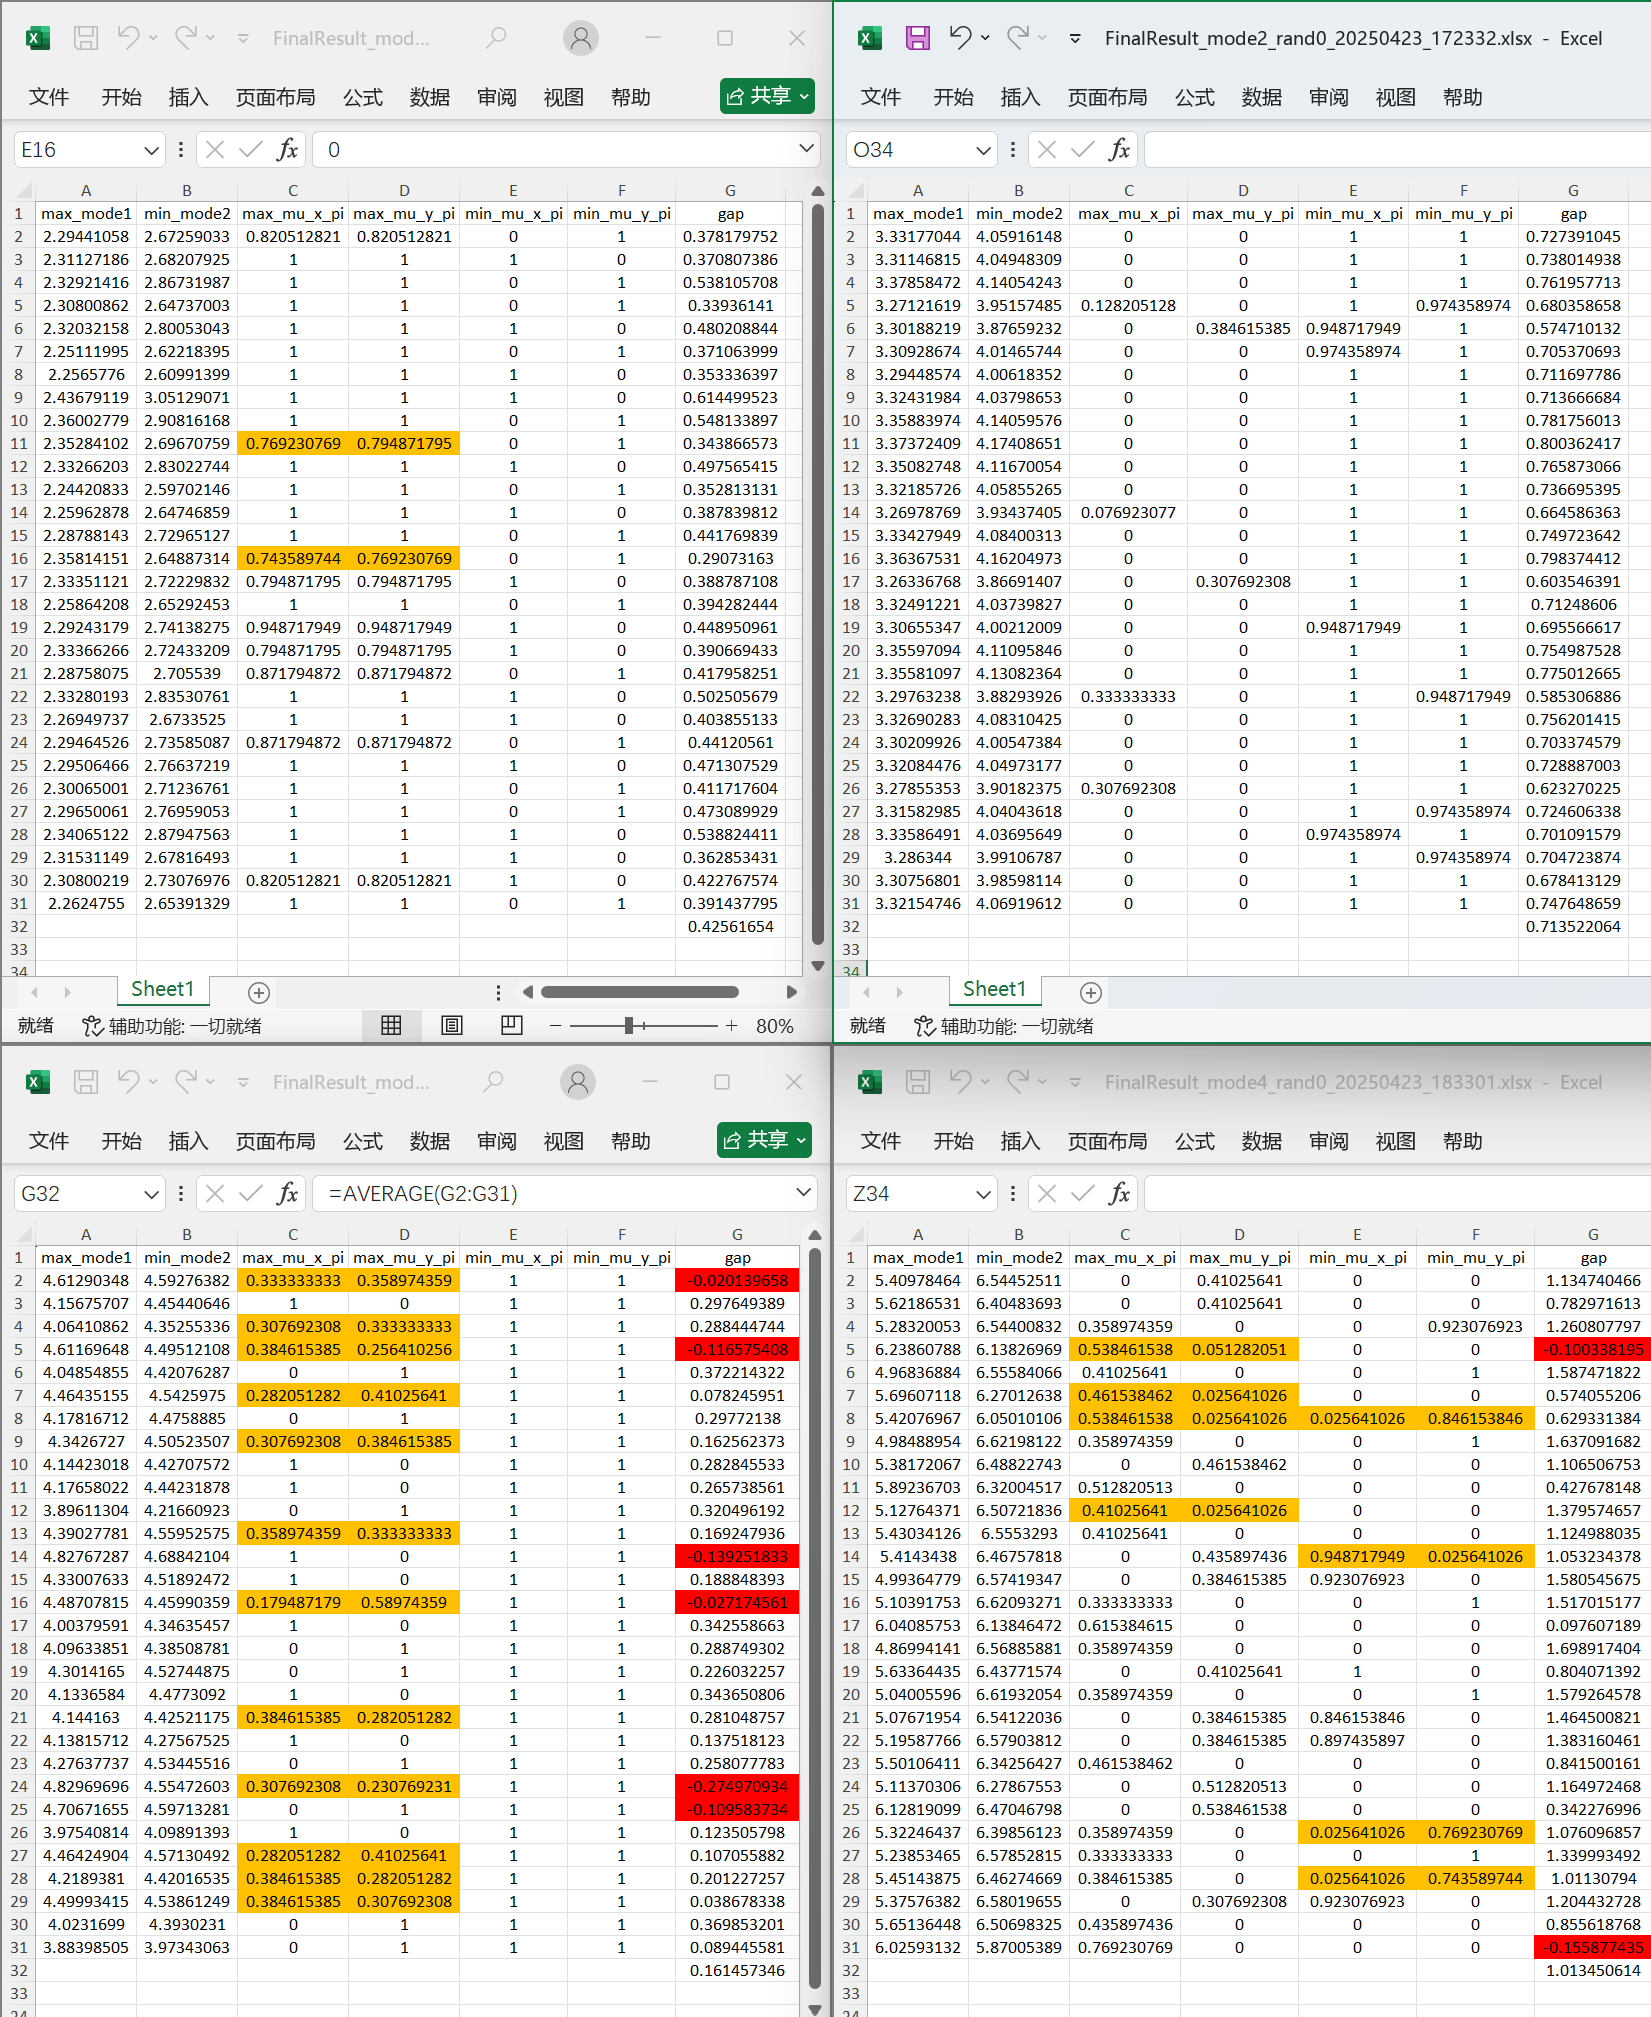 FinalResult_mod...
文件 开始 插入 页面布局 公式 数据 审阅 视图 帮助 共享
E16 fx 0
A B C D E F G
1 max_mode1 min_mode2 max_mu_x_pi max_mu_y_pi min_mu_x_pi min_mu_y_pi gap
2 2.29441058 2.67259033 0.820512821 0.820512821 0 1 0.378179752
3 2.31127186 2.68207925 1 1 1 0 0.370807386
4 2.32921416 2.86731987 1 1 0 1 0.538105708
5 2.30800862 2.64737003 1 1 0 1 0.33936141
6 2.32032158 2.80053043 1 1 1 0 0.480208844
7 2.25111995 2.62218395 1 1 0 1 0.371063999
8 2.2565776 2.60991399 1 1 1 0 0.353336397
9 2.43679119 3.05129071 1 1 1 0 0.614499523
10 2.36002779 2.90816168 1 1 0 1 0.548133897
11 2.35284102 2.69670759 0.769230769 0.794871795 0 1 0.343866573
12 2.33266203 2.83022744 1 1 1 0 0.497565415
13 2.24420833 2.59702146 1 1 0 1 0.352813131
14 2.25962878 2.64746859 1 1 1 0 0.387839812
15 2.28788143 2.72965127 1 1 0 1 0.441769839
16 2.35814151 2.64887314 0.743589744 0.769230769 0 1 0.29073163
17 2.33351121 2.72229832 0.794871795 0.794871795 1 0 0.388787108
18 2.25864208 2.65292453 1 1 0 1 0.394282444
19 2.29243179 2.74138275 0.948717949 0.948717949 1 0 0.448950961
20 2.33366266 2.72433209 0.794871795 0.794871795 1 0 0.390669433
21 2.28758075 2.705539 0.871794872 0.871794872 0 1 0.417958251
22 2.33280193 2.83530761 1 1 1 0 0.502505679
23 2.26949737 2.6733525 1 1 1 0 0.403855133
24 2.29464526 2.73585087 0.871794872 0.871794872 0 1 0.44120561
25 2.29506466 2.76637219 1 1 1 0 0.471307529
26 2.30065001 2.71236761 1 1 0 1 0.411717604
27 2.29650061 2.76959053 1 1 0 1 0.473089929
28 2.34065122 2.87947563 1 1 1 0 0.538824411
29 2.31531149 2.67816493 1 1 1 0 0.362853431
30 2.30800219 2.73076976 0.820512821 0.820512821 1 0 0.422767574
31 2.2624755 2.65391329 1 1 0 1 0.391437795
32 0.42561654
33
34
Sheet1
就绪 辅助功能: 一切就绪 80%
FinalResult_mode2_rand0_20250423_172332.xlsx - Excel
文件 开始 插入 页面布局 公式 数据 审阅 视图 帮助
O34 fx
A B C D E F G
1 max_mode1 min_mode2 max_mu_x_pi max_mu_y_pi min_mu_x_pi min_mu_y_pi gap
2 3.33177044 4.05916148 0 0 1 1 0.727391045
3 3.31146815 4.04948309 0 0 1 1 0.738014938
4 3.37858472 4.14054243 0 0 1 1 0.761957713
5 3.27121619 3.95157485 0.128205128 0 1 0.974358974 0.680358658
6 3.30188219 3.87659232 0 0.384615385 0.948717949 1 0.574710132
7 3.30928674 4.01465744 0 0 0.974358974 1 0.705370693
8 3.29448574 4.00618352 0 0 1 1 0.711697786
9 3.32431984 4.03798653 0 0 1 1 0.713666684
10 3.35883974 4.14059576 0 0 1 1 0.781756013
11 3.37372409 4.17408651 0 0 1 1 0.800362417
12 3.35082748 4.11670054 0 0 1 1 0.765873066
13 3.32185726 4.05855265 0 0 1 1 0.736695395
14 3.26978769 3.93437405 0.076923077 0 1 1 0.664586363
15 3.33427949 4.08400313 0 0 1 1 0.749723642
16 3.36367531 4.16204973 0 0 1 1 0.798374412
17 3.26336768 3.86691407 0 0.307692308 1 1 0.603546391
18 3.32491221 4.03739827 0 0 1 1 0.71248606
19 3.30655347 4.00212009 0 0 0.948717949 1 0.695566617
20 3.35597094 4.11095846 0 0 1 1 0.754987528
21 3.35581097 4.13082364 0 0 1 1 0.775012665
22 3.29763238 3.88293926 0.333333333 0 1 0.948717949 0.585306886
23 3.32690283 4.08310425 0 0 1 1 0.756201415
24 3.30209926 4.00547384 0 0 1 1 0.703374579
25 3.32084476 4.04973177 0 0 1 1 0.728887003
26 3.27855353 3.90182375 0.307692308 0 1 1 0.623270225
27 3.31582985 4.04043618 0 0 1 0.974358974 0.724606338
28 3.33586491 4.03695649 0 0 0.974358974 1 0.701091579
29 3.286344 3.99106787 0 0 1 0.974358974 0.704723874
30 3.30756801 3.98598114 0 0 1 1 0.678413129
31 3.32154746 4.06919612 0 0 1 1 0.747648659
32 0.713522064
33
34
Sheet1
就绪 辅助功能: 一切就绪
FinalResult_mod...
文件 开始 插入 页面布局 公式 数据 审阅 视图 帮助 共享
G32 fx =AVERAGE(G2:G31)
A B C D E F G
1 max_mode1 min_mode2 max_mu_x_pi max_mu_y_pi min_mu_x_pi min_mu_y_pi gap
2 4.61290348 4.59276382 0.333333333 0.358974359 1 1 -0.020139658
3 4.15675707 4.45440646 1 0 1 1 0.297649389
4 4.06410862 4.35255336 0.307692308 0.333333333 1 1 0.288444744
5 4.61169648 4.49512108 0.384615385 0.256410256 1 1 -0.116575408
6 4.04854855 4.42076287 0 1 1 1 0.372214322
7 4.46435155 4.5425975 0.282051282 0.41025641 1 1 0.078245951
8 4.17816712 4.4758885 0 1 1 1 0.29772138
9 4.3426727 4.50523507 0.307692308 0.384615385 1 1 0.162562373
10 4.14423018 4.42707572 1 0 1 1 0.282845533
11 4.17658022 4.44231878 1 0 1 1 0.265738561
12 3.89611304 4.21660923 0 1 1 1 0.320496192
13 4.39027781 4.55952575 0.358974359 0.333333333 1 1 0.169247936
14 4.82767287 4.68842104 1 0 1 1 -0.139251833
15 4.33007633 4.51892472 1 0 1 1 0.188848393
16 4.48707815 4.45990359 0.179487179 0.58974359 1 1 -0.027174561
17 4.00379591 4.34635457 1 0 1 1 0.342558663
18 4.09633851 4.38508781 0 1 1 1 0.288749302
19 4.3014165 4.52744875 0 1 1 1 0.226032257
20 4.1336584 4.4773092 1 0 1 1 0.343650806
21 4.144163 4.42521175 0.384615385 0.282051282 1 1 0.281048757
22 4.13815712 4.27567525 1 0 1 1 0.137518123
23 4.27637737 4.53445516 0 1 1 1 0.258077783
24 4.82969696 4.55472603 0.307692308 0.230769231 1 1 -0.274970934
25 4.70671655 4.59713281 0 1 1 1 -0.109583734
26 3.97540814 4.09891393 1 0 1 1 0.123505798
27 4.46424904 4.57130492 0.282051282 0.41025641 1 1 0.107055882
28 4.2189381 4.42016535 0.384615385 0.282051282 1 1 0.201227257
29 4.49993415 4.53861249 0.384615385 0.307692308 1 1 0.038678338
30 4.0231699 4.3930231 0 1 1 1 0.369853201
31 3.88398505 3.97343063 0 1 1 1 0.089445581
32 0.161457346
33
FinalResult_mode4_rand0_20250423_183301.xlsx - Excel
文件 开始 插入 页面布局 公式 数据 审阅 视图 帮助
Z34 fx
A B C D E F G
1 max_mode1 min_mode2 max_mu_x_pi max_mu_y_pi min_mu_x_pi min_mu_y_pi gap
2 5.40978464 6.54452511 0 0.41025641 0 0 1.134740466
3 5.62186531 6.40483693 0 0.41025641 0 0 0.782971613
4 5.28320053 6.54400832 0.358974359 0 0 0.923076923 1.260807797
5 6.23860788 6.13826969 0.538461538 0.051282051 0 0 -0.100338195
6 4.96836884 6.55584066 0.41025641 0 0 1 1.587471822
7 5.69607118 6.27012638 0.461538462 0.025641026 0 0 0.574055206
8 5.42076967 6.05010106 0.538461538 0.025641026 0.025641026 0.846153846 0.629331384
9 4.98488954 6.62198122 0.358974359 0 0 1 1.637091682
10 5.38172067 6.48822743 0 0.461538462 0 0 1.106506753
11 5.89236703 6.32004517 0.512820513 0 0 0 0.427678148
12 5.12764371 6.50721836 0.41025641 0.025641026 0 0 1.379574657
13 5.43034126 6.5553293 0.41025641 0 0 0 1.124988035
14 5.4143438 6.46757818 0 0.435897436 0.948717949 0.025641026 1.053234378
15 4.99364779 6.57419347 0 0.384615385 0.923076923 0 1.580545675
16 5.10391753 6.62093271 0.333333333 0 0 1 1.517015177
17 6.04085753 6.13846472 0.615384615 0 0 0 0.097607189
18 4.86994141 6.56885881 0.358974359 0 0 0 1.698917404
19 5.63364435 6.43771574 0 0.41025641 1 0 0.804071392
20 5.04005596 6.61932054 0.358974359 0 0 1 1.579264578
21 5.07671954 6.54122036 0 0.384615385 0.846153846 0 1.464500821
22 5.19587766 6.57903812 0 0.384615385 0.897435897 0 1.383160461
23 5.50106411 6.34256427 0.461538462 0 0 0 0.841500161
24 5.11370306 6.27867553 0 0.512820513 0 0 1.164972468
25 6.12819099 6.47046798 0 0.538461538 0 0 0.342276996
26 5.32246437 6.39856123 0.358974359 0 0.025641026 0.769230769 1.076096857
27 5.23853465 6.57852815 0.333333333 0 0 1 1.339993492
28 5.45143875 6.46274669 0.384615385 0 0.025641026 0.743589744 1.01130794
29 5.37576382 6.58019655 0 0.307692308 0.923076923 0 1.204432728
30 5.65136448 6.50698325 0.435897436 0 0 0 0.855618768
31 6.02593132 5.87005389 0.769230769 0 0 0 -0.155877435
32 1.013450614
33